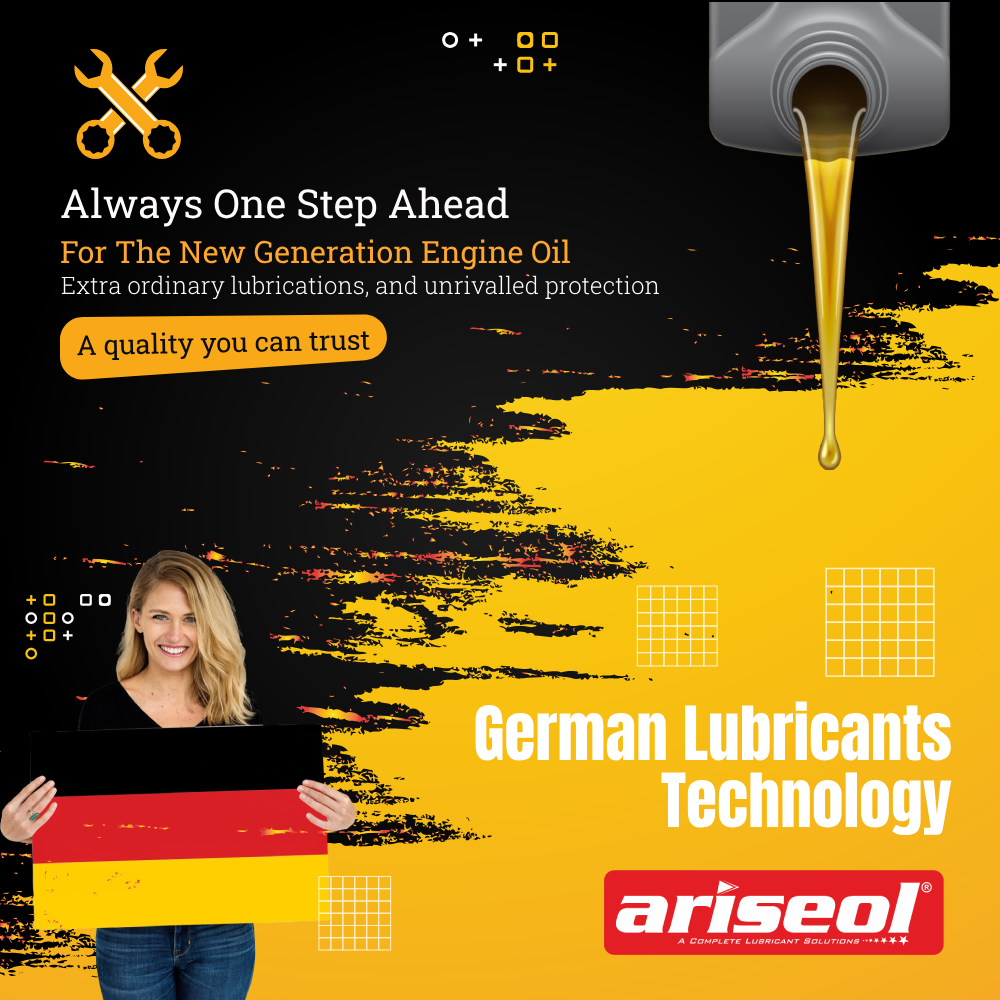 Always One Step Ahead
For The New Generation Engine Oil
Extra ordinary lubrications, and unrivalled protection
A quality you can trust
German Lubricants
Technology
ariseol®
A COMPLETE LUBRICANT SOLUTIONS